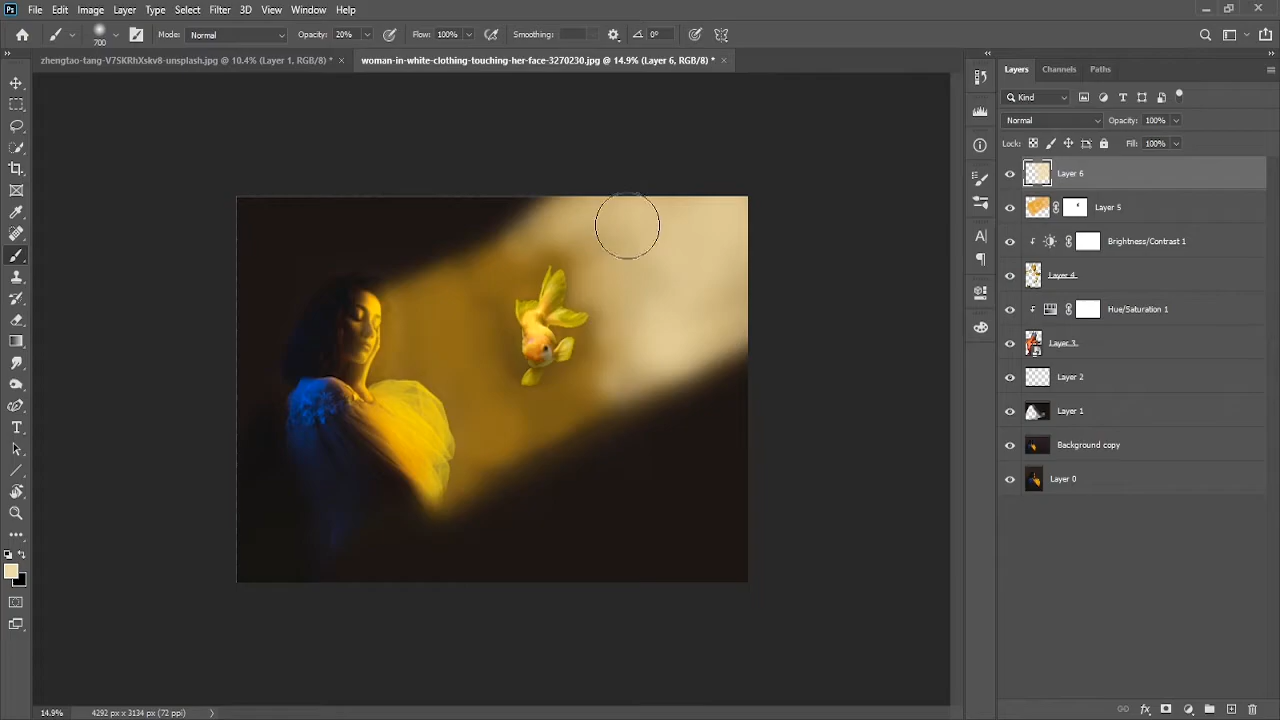 Ps File Edit Image Layer Type Select Filter 3D View Window Help
700 Mode: Normal Opacity: 20% Flow: 100% Smoothing: 0°
zhengtao-tang-V7SKRhXskv8-unsplash.jpg @ 10.4% (Layer 1, RGB/8) * × woman-in-white-clothing-touching-her-face-3270230.jpg @ 14.9% (Layer 6, RGB/8) * ×
Layers Channels Paths
Kind
Normal Opacity: 100%
Lock: Fill: 100%
Layer 6
Layer 5
Brightness/Contrast 1
Layer 4
Hue/Saturation 1
Layer 3
Layer 2
Layer 1
Background copy
Layer 0
14.9% 4292 px x 3134 px (72 ppi)